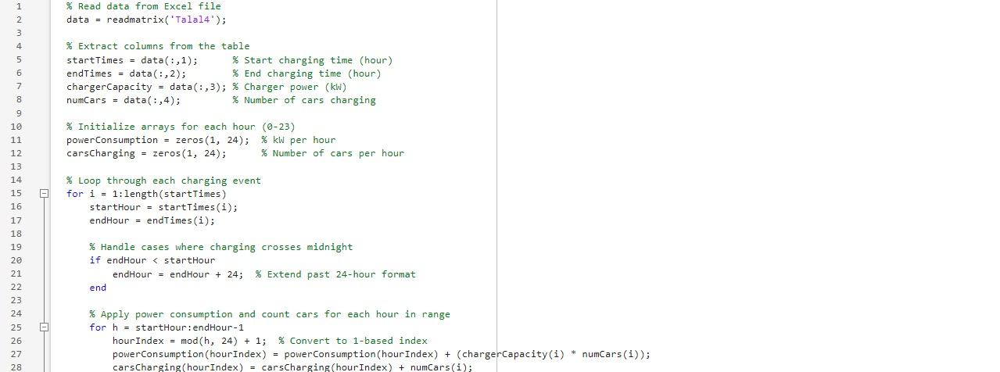 1 % Read data from Excel file
2 data = readmatrix('Talal4');
3
4 % Extract columns from the table
5 startTimes = data(:,1);      % Start charging time (hour)
6 endTimes = data(:,2);        % End charging time (hour)
7 chargerCapacity = data(:,3); % Charger power (kW)
8 numCars = data(:,4);         % Number of cars charging
9
10 % Initialize arrays for each hour (0-23)
11 powerConsumption = zeros(1, 24);  % kW per hour
12 carsCharging = zeros(1, 24);      % Number of cars per hour
13
14 % Loop through each charging event
15 for i = 1:length(startTimes)
16     startHour = startTimes(i);
17     endHour = endTimes(i);
18
19     % Handle cases where charging crosses midnight
20     if endHour < startHour
21         endHour = endHour + 24;  % Extend past 24-hour format
22     end
23
24     % Apply power consumption and count cars for each hour in range
25     for h = startHour:endHour-1
26         hourIndex = mod(h, 24) + 1;  % Convert to 1-based index
27         powerConsumption(hourIndex) = powerConsumption(hourIndex) + (chargerCapacity(i) * numCars(i));
28         carsCharging(hourIndex) = carsCharging(hourIndex) + numCars(i);